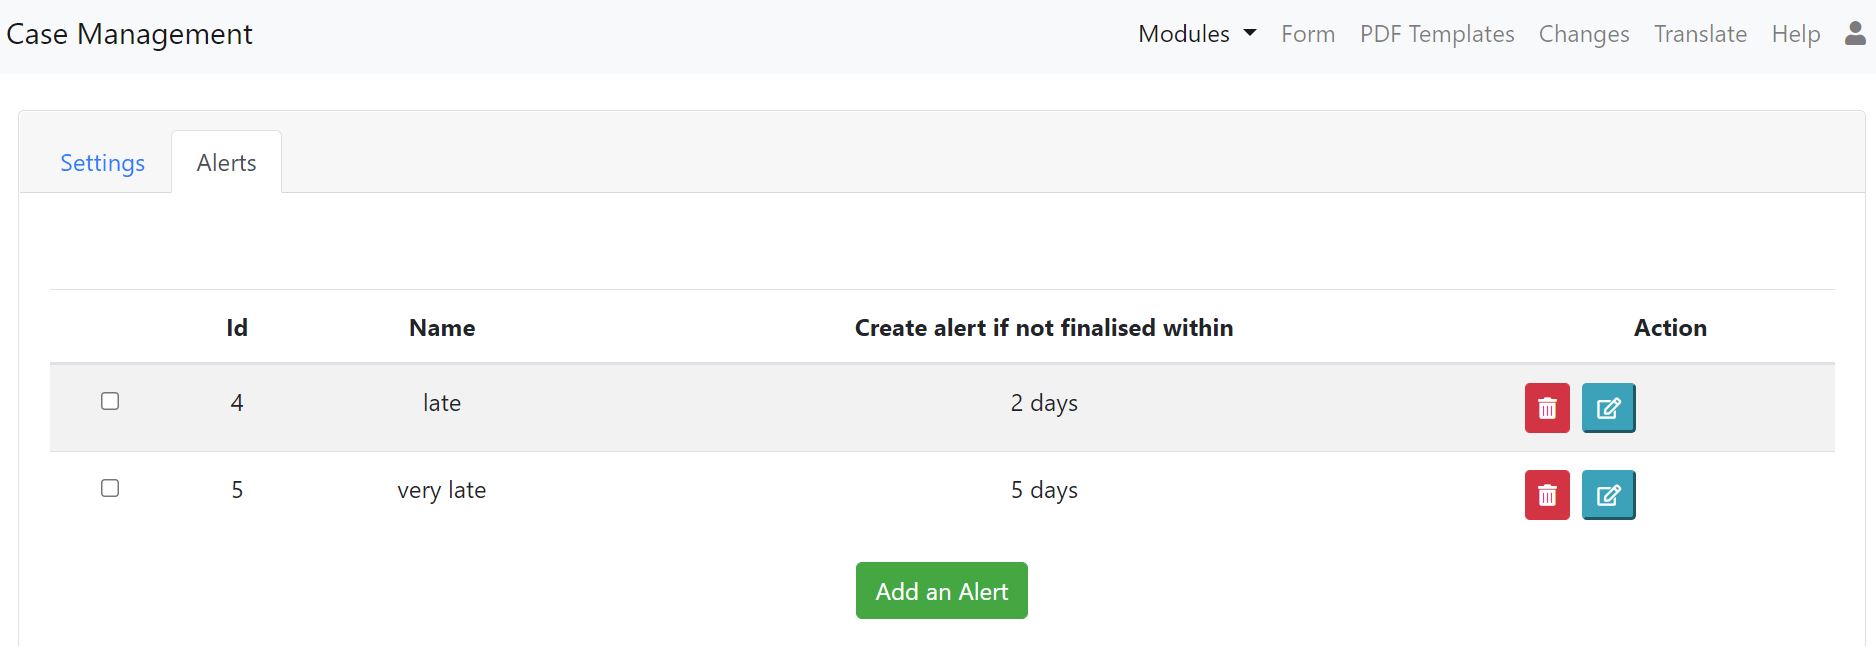 Case Management
Modules Form PDF Templates Changes Translate Help
Settings Alerts
Id Name Create alert if not finalised within Action
4 late 2 days
5 very late 5 days
Add an Alert